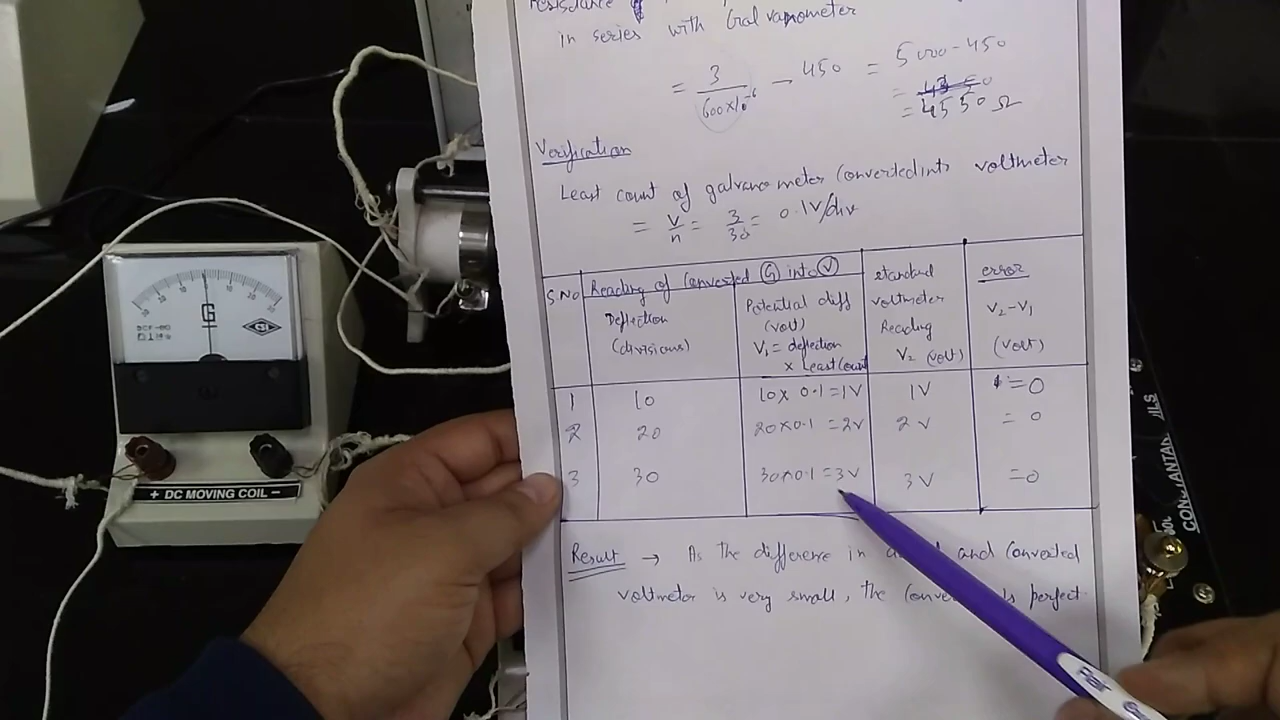 resistance of
in series with Galvanometer
= 3 / 600×10⁻⁶ - 450 = 5000-450
= 4550 Ω
Verification
Least count of galvanometer Converted into voltmeter
= V/n = 3/30 = 0.1V/div
S.No Reading of Converted G into V standard voltmeter Reading V₂ (volt) error V₂-V₁ (volt)
Deflection (divisions) Potential diff (volt) V₁ = deflection × Least Count
1 10 10×0.1=1V 1V =0
2 20 20×0.1=2V 2V =0
3 30 30×0.1=3V 3V =0
Result → As the difference in and Converted
voltmeter is very small, the is perfect.
G
+ DC MOVING COIL -
CONSTANTAN